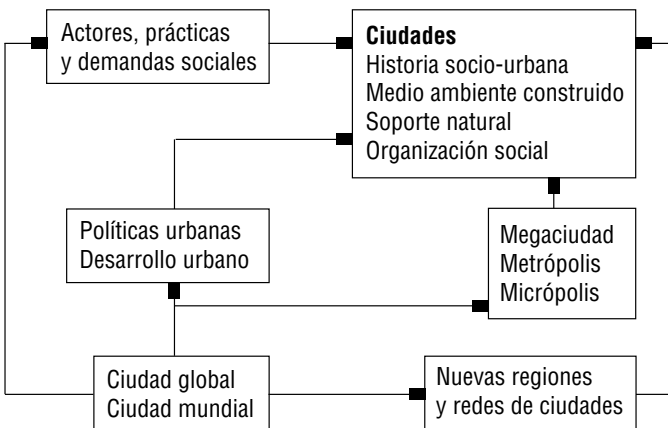 Actores, prácticas
y demandas sociales
Ciudades
Historia socio-urbana
Medio ambiente construido
Soporte natural
Organización social
Políticas urbanas
Desarrollo urbano
Megaciudad
Metrópolis
Micrópolis
Ciudad global
Ciudad mundial
Nuevas regiones
y redes de ciudades